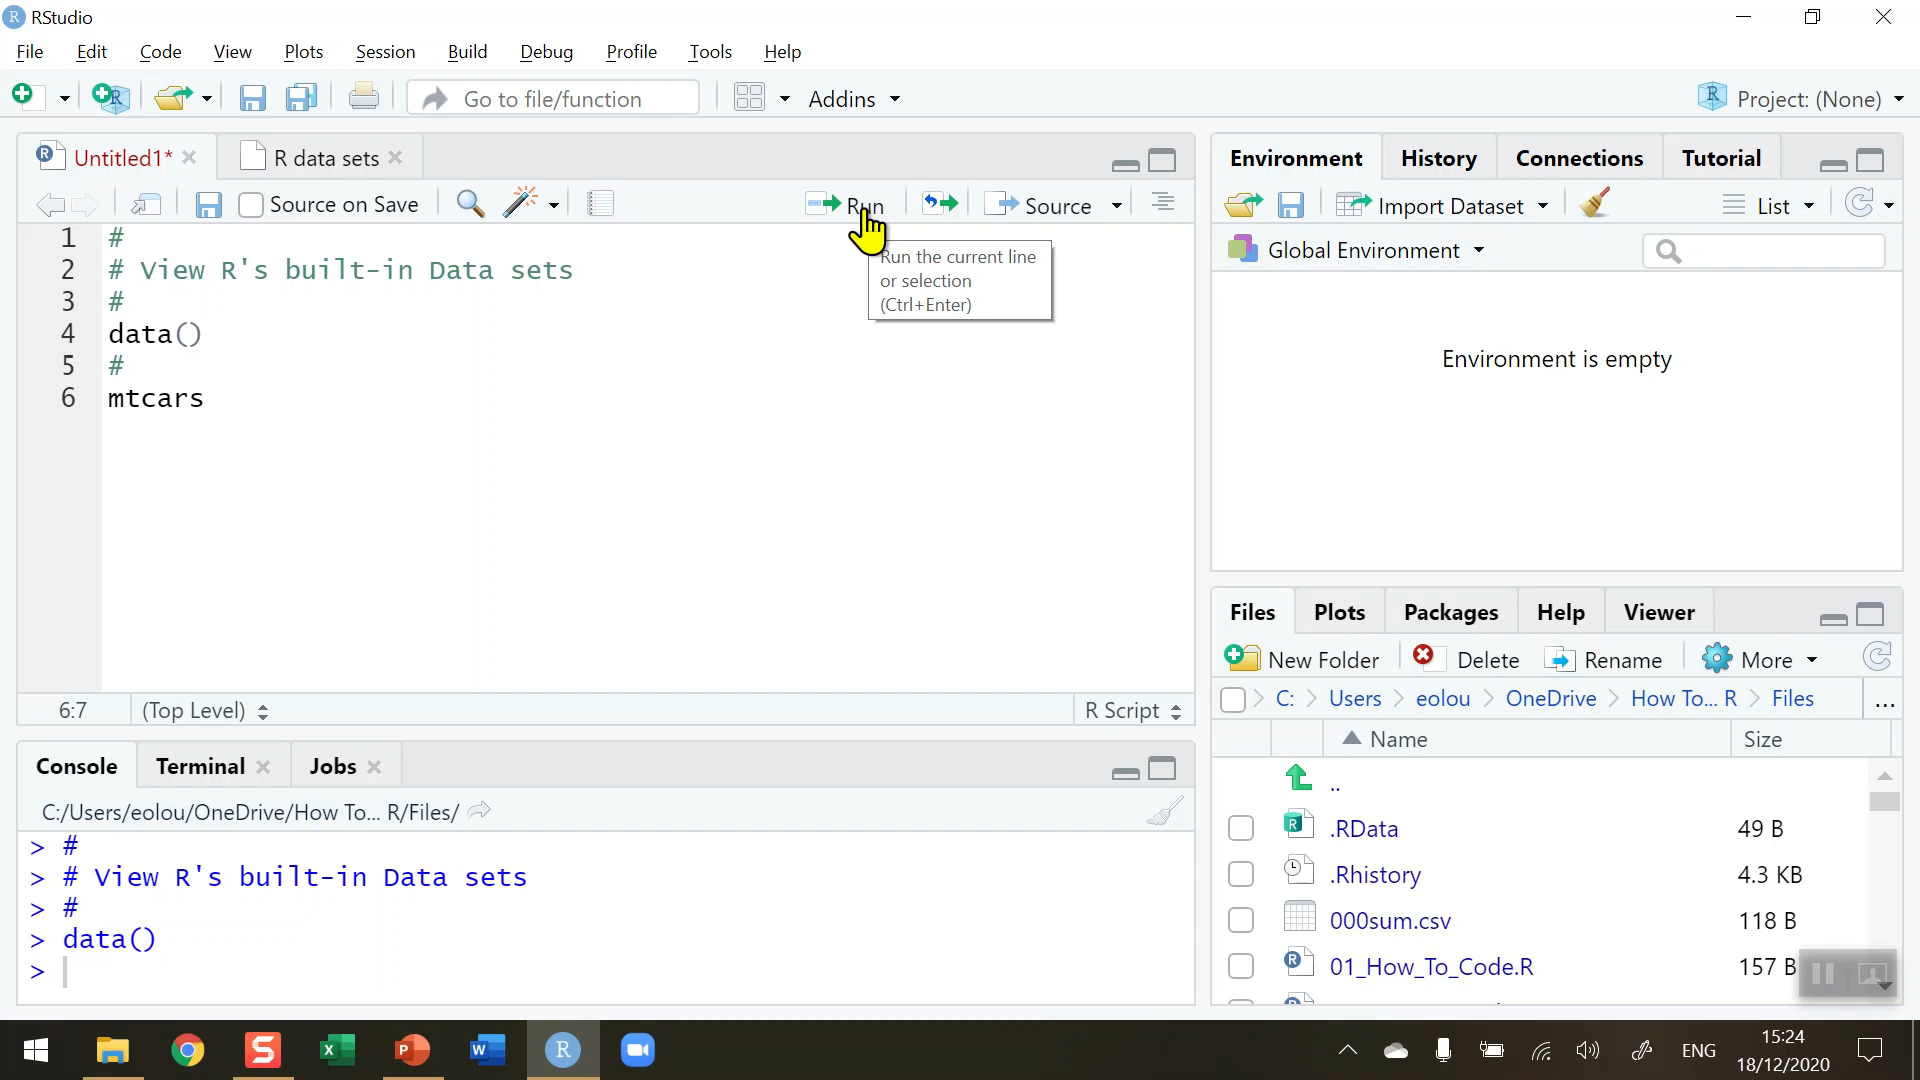 RStudio
File Edit Code View Plots Session Build Debug Profile Tools Help
Go to file/function Addins Project: (None)
Untitled1* R data sets
Source on Save Run Source
1 #
2 # View R's built-in Data sets
3 #
4 data()
5 #
6 mtcars
Run the current line
or selection
(Ctrl+Enter)
6:7 (Top Level) R Script
Console Terminal Jobs
C:/Users/eolou/OneDrive/How To... R/Files/
> #
> # View R's built-in Data sets
> #
> data()
>
Environment History Connections Tutorial
Import Dataset List
Global Environment
Environment is empty
Files Plots Packages Help Viewer
New Folder Delete Rename More
C: Users eolou OneDrive How To... R Files ...
Name Size
..
.RData 49 B
.Rhistory 4.3 KB
000sum.csv 118 B
01_How_To_Code.R 157 B
ENG 15:24
18/12/2020